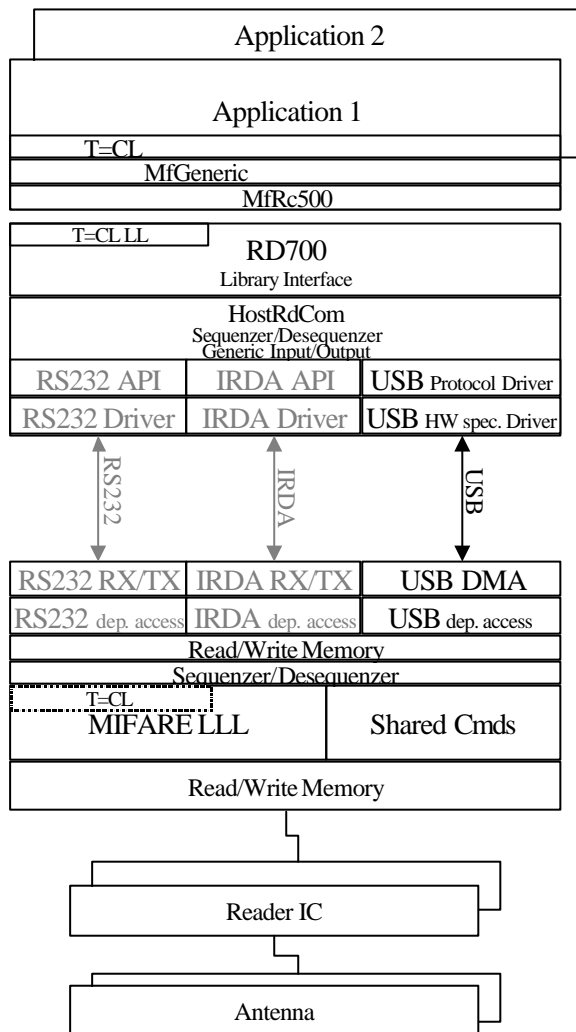 Application 2
Application 1
T=CL
MfGeneric
MfRc500
T=CL LL
RD700
Library Interface
HostRdCom
Sequenzer/Desequenzer
Generic Input/Output
RS232 API IRDA API USB Protocol Driver
RS232 Driver IRDA Driver USB HW spec. Driver
RS232 IRDA USB
RS232 RX/TX IRDA RX/TX USB DMA
RS232 dep. access IRDA dep. access USB dep. access
Read/Write Memory
Sequenzer/Desequenzer
T=CL
MIFARE LLL Shared Cmds
Read/Write Memory
Reader IC
Antenna